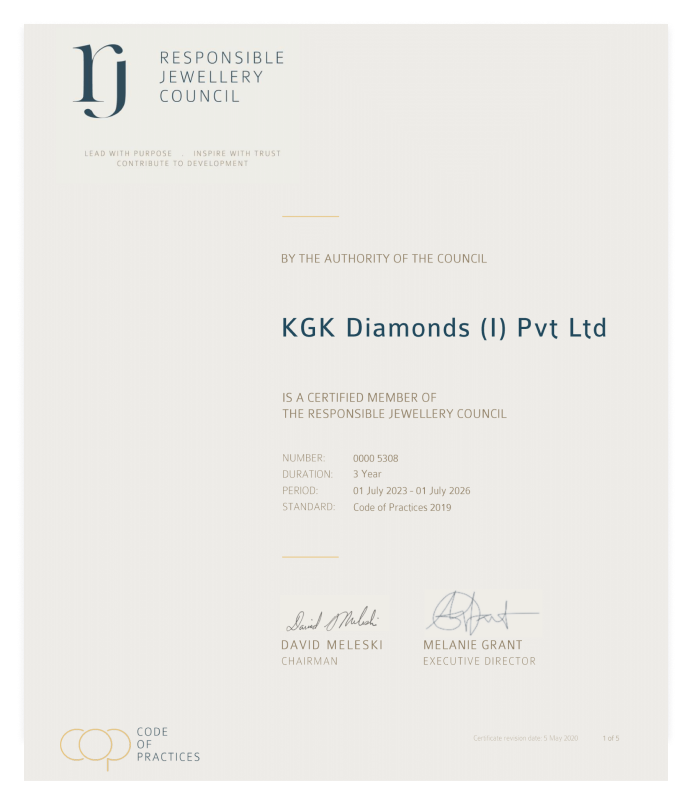 rj
RESPONSIBLE
JEWELLERY
COUNCIL
LEAD WITH PURPOSE . . INSPIRE WITH TRUST
CONTRIBUTE TO DEVELOPMENT
BY THE AUTHORITY OF THE COUNCIL
KGK Diamonds (I) Pvt Ltd
IS A CERTIFIED MEMBER OF
THE RESPONSIBLE JEWELLERY COUNCIL
NUMBER: 0000 5308
DURATION: 3 Year
PERIOD: 01 July 2023 - 01 July 2026
STANDARD: Code of Practices 2019
David J Meleski
DAVID MELESKI MELANIE GRANT
CHAIRMAN EXECUTIVE DIRECTOR
cop
CODE
OF
PRACTICES
Certificate revision date: 5 May 2020 1 of 5